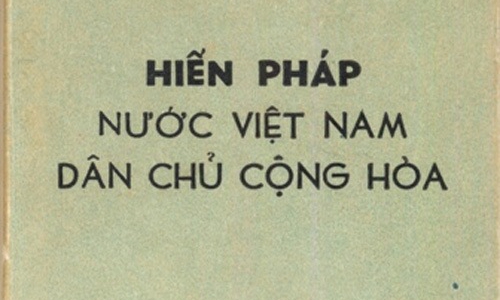 HIẾN PHÁP
NƯỚC VIỆT NAM
DÂN CHỦ CỘNG HÒA